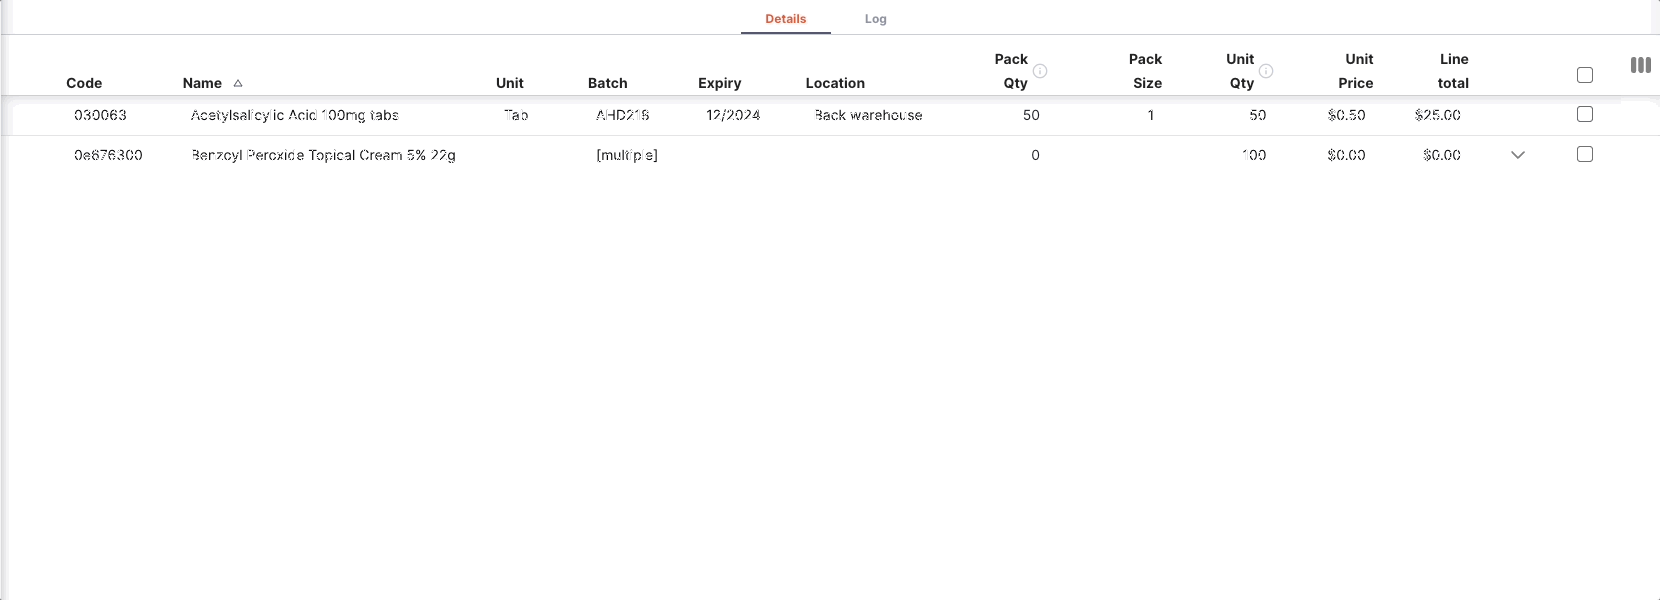 Details Log
Code Name Unit Batch Expiry Location Pack Qty Pack Size Unit Qty Unit Price Line total
030063 Acetylsalicylic Acid 100mg tabs Tab AHD218 12/2024 Back warehouse 50 1 50 $0.50 $25.00
0e676300 Benzoyl Peroxide Topical Cream 5% 22g [multiple] 0 100 $0.00 $0.00